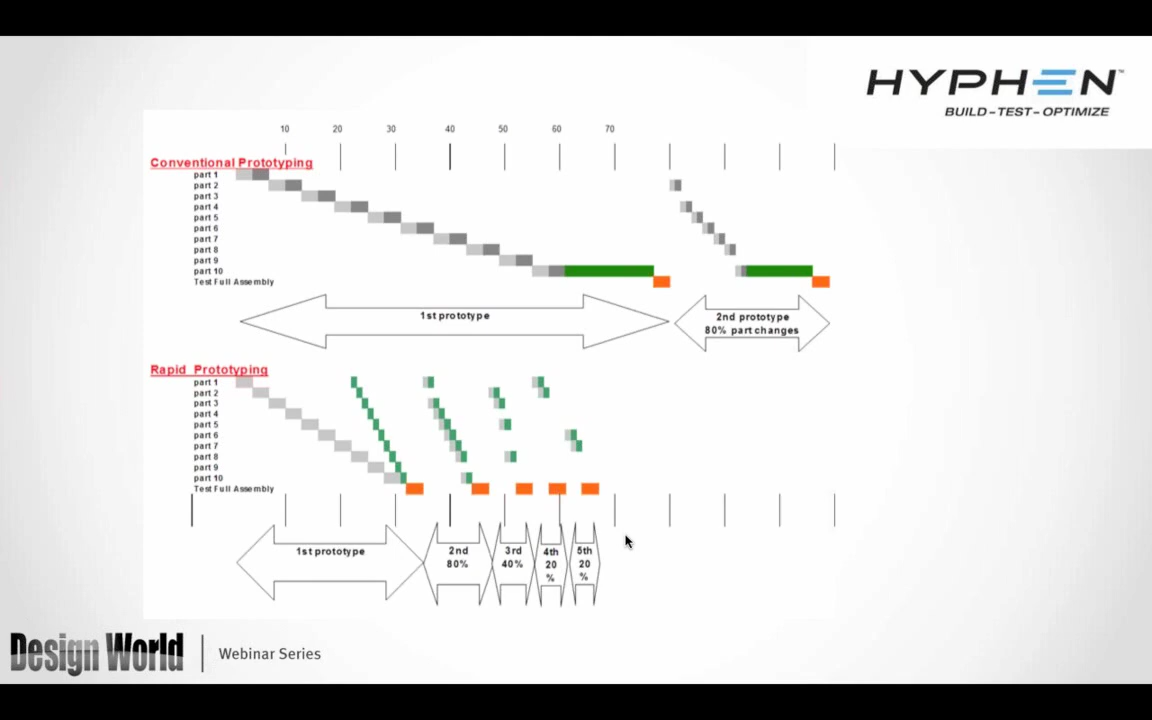 HYPHEN™
BUILD – TEST – OPTIMIZE
10 20 30 40 50 60 70
Conventional Prototyping
part 1
part 2
part 3
part 4
part 5
part 6
part 7
part 8
part 9
part 10
Test Full Assembly
1st prototype
2nd prototype
80% part changes
Rapid Prototyping
part 1
part 2
part 3
part 4
part 5
part 6
part 7
part 8
part 9
part 10
Test Full Assembly
1st prototype
2nd
80%
3rd
40%
4th
20
%
5th
20
%
Design World
Webinar Series